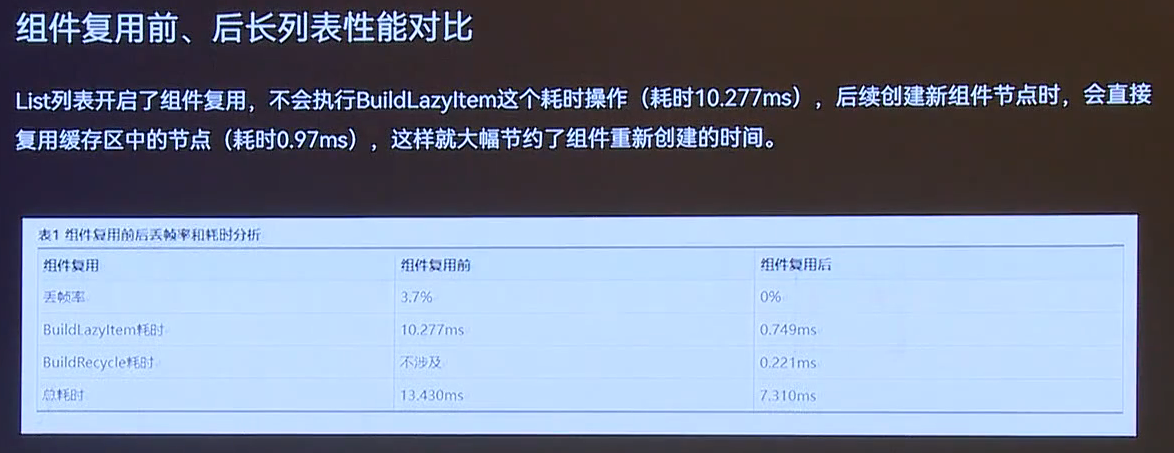 组件复用前、后长列表性能对比
List列表开启了组件复用，不会执行BuildLazyItem这个耗时操作（耗时10.277ms），后续创建新组件节点时，会直接
复用缓存区中的节点（耗时0.97ms），这样就大幅节约了组件重新创建的时间。
表1 组件复用前后丢帧率和耗时分析
组件复用 组件复用前 组件复用后
丢帧率 3.7% 0%
BuildLazyItem耗时 10.277ms 0.749ms
BuildRecycle耗时 不涉及 0.221ms
总耗时 13.430ms 7.310ms